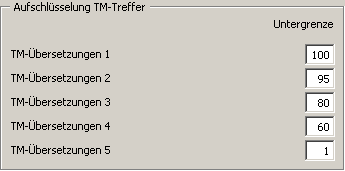 Aufschlüsselung TM-Treffer
Untergrenze
TM-Übersetzungen 1 100
TM-Übersetzungen 2 95
TM-Übersetzungen 3 80
TM-Übersetzungen 4 60
TM-Übersetzungen 5 1